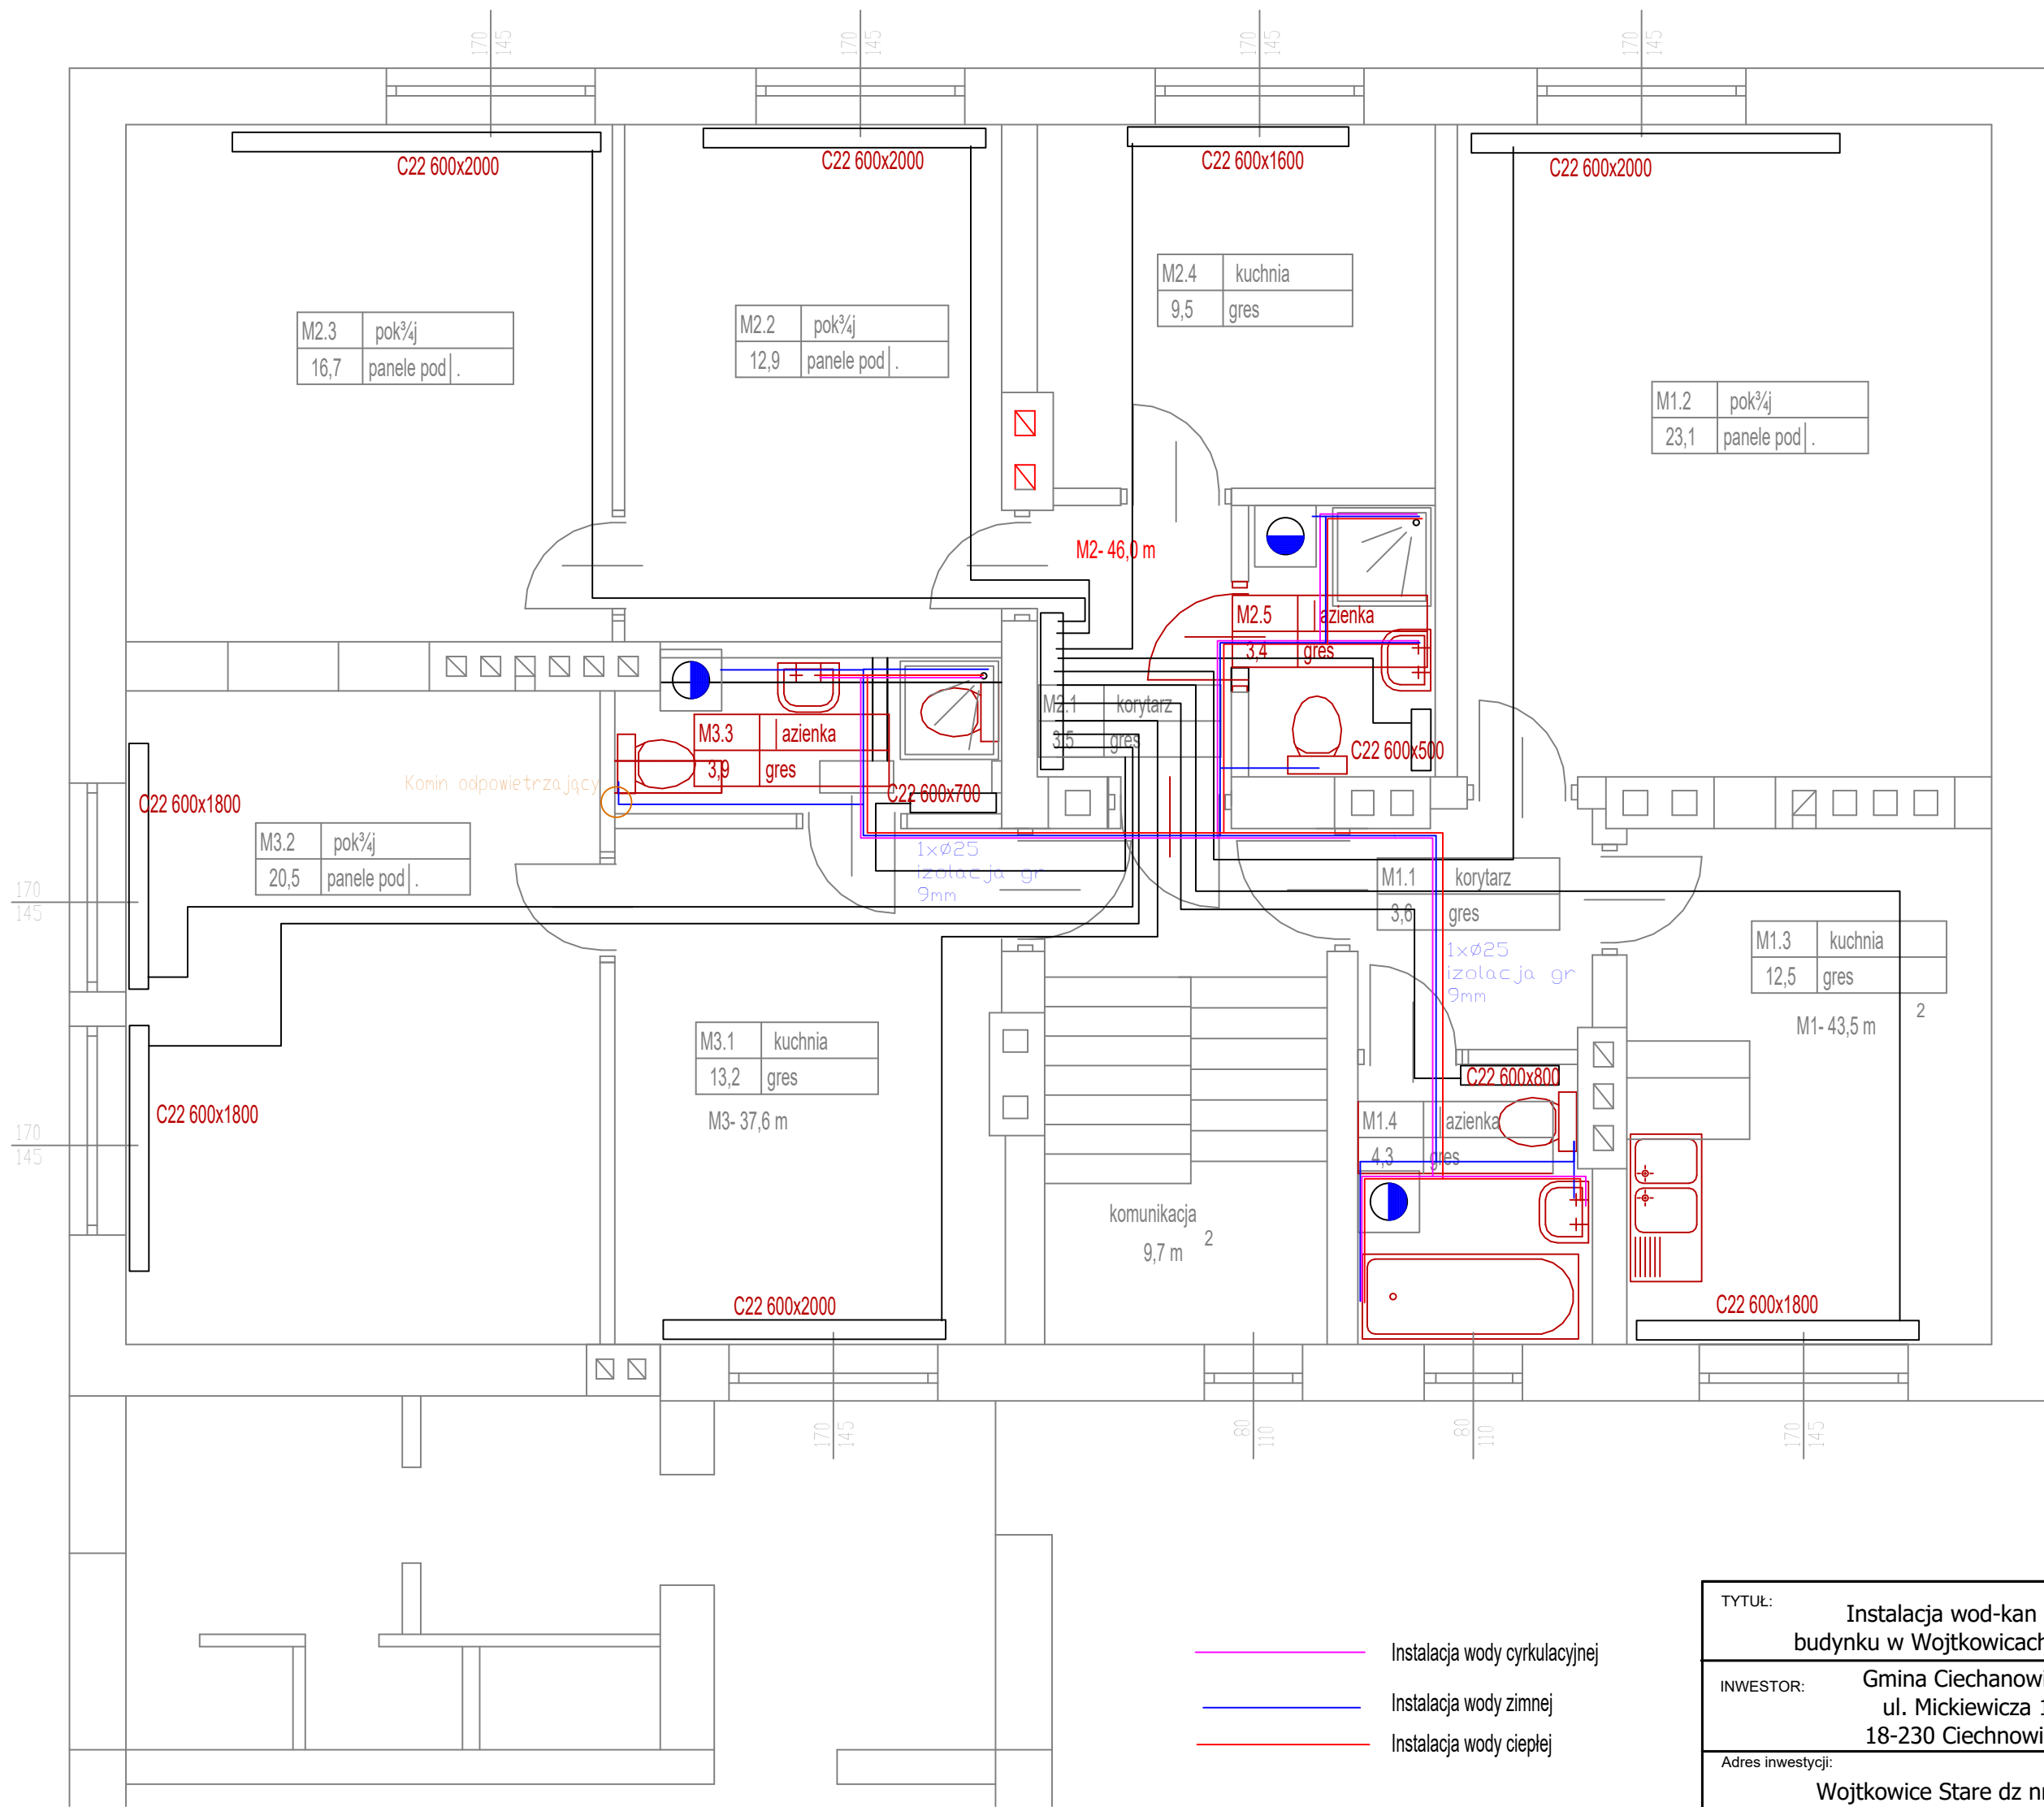 170
145
170
145
170
145
170
145
C22 600x2000
C22 600x2000
C22 600x1600
C22 600x2000
M2.4 kuchnia
9,5 gres
M2.3 pok¾j
16,7 panele pod|.
M2.2 pok¾j
12,9 panele pod|.
M1.2 pok¾j
23,1 panele pod|.
M2- 46,0 m
M2.5 |azienka
3,4 gres
M2.1 korytarz
3,5 gres
M3.3 |azienka
3,9 gres
C22 600x500
Komin odpowietrzający
C22 600x700
C22 600x1800
M3.2 pok¾j
20,5 panele pod|.
1xø25
izolacja gr
9mm
M1.1 korytarz
3,6 gres
170
145
1xø25
izolacja gr
9mm
M1.3 kuchnia
12,5 gres
M1- 43,5 m 2
M3.1 kuchnia
13,2 gres
M3- 37,6 m
C22 600x800
C22 600x1800
M1.4 |azienka
4,3 gres
170
145
komunikacja
9,7 m 2
C22 600x2000
C22 600x1800
170
145
80
110
80
110
170
145
Instalacja wody cyrkulacyjnej
Instalacja wody zimnej
Instalacja wody ciepłej
TYTUŁ:
Instalacja wod-kan
budynku w Wojtkowicach
INWESTOR:
Gmina Ciechanowi
ul. Mickiewicza 1
18-230 Ciechnowi
Adres inwestycji:
Wojtkowice Stare dz nr